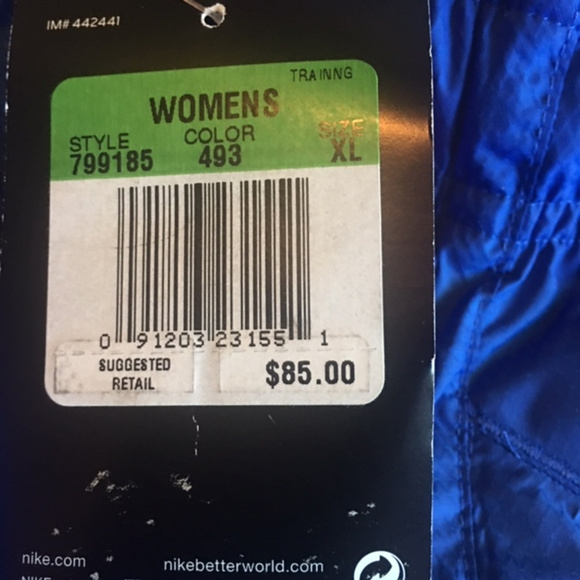 IM# 442441
TRAINNG
WOMENS
STYLE COLOR SIZE
799185 493 XL
0 91203 23155 1
SUGGESTED
RETAIL
$85.00
nike.com nikebetterworld.com